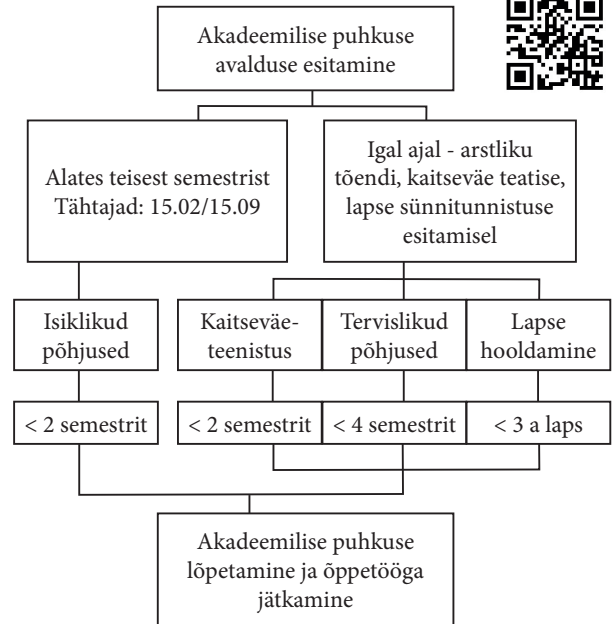 Akadeemilise puhkuse
avalduse esitamine
Alates teisest semestrist
Tähtajad: 15.02/15.09
Igal ajal - arstliku
tõendi, kaitseväe teatise,
lapse sünnitunnistuse
esitamisel
Isiklikud
põhjused
Kaitseväe-
teenistus
Tervislikud
põhjused
Lapse
hooldamine
< 2 semestrit
< 2 semestrit
< 4 semestrit
< 3 a laps
Akadeemilise puhkuse
lõpetamine ja õppetööga
jätkamine